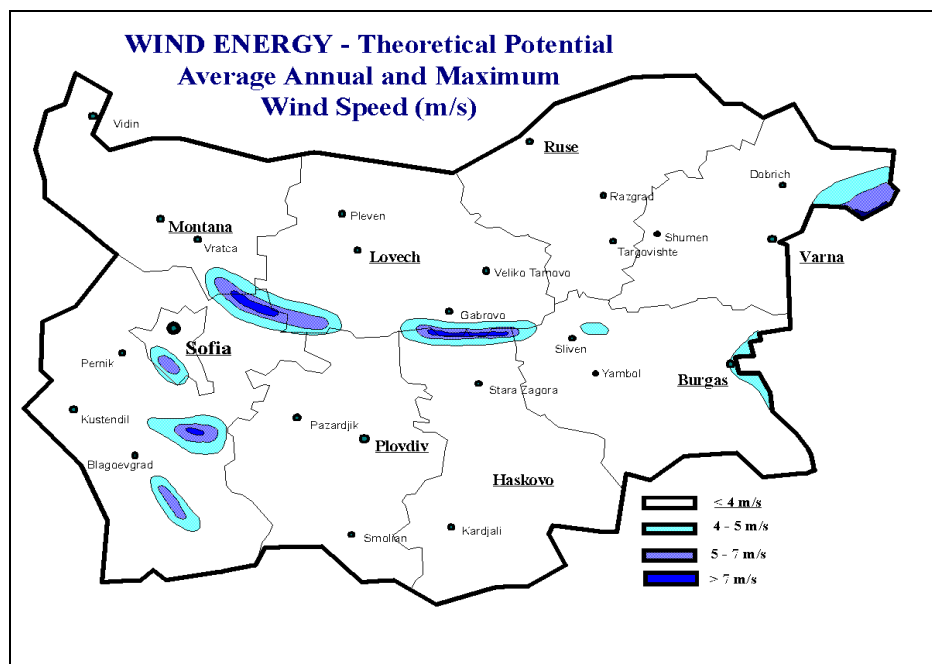 WIND ENERGY - Theoretical Potential
Average Annual and Maximum
Wind Speed (m/s)
Vidin
Ruse
Dobrich
Razgrad
Pleven
Montana
Shumen
Vratca
Targovishte
Varna
Lovech
Veliko Tarnovo
Gabrovo
Sofia
Sliven
Pernik
Yambol
Burgas
Stara Zagora
Kustendil
Pazardjik
Plovdiv
Blagoevgrad
Haskovo
Kardjali
Smolian
< 4 m/s
4 - 5 m/s
5 - 7 m/s
> 7 m/s